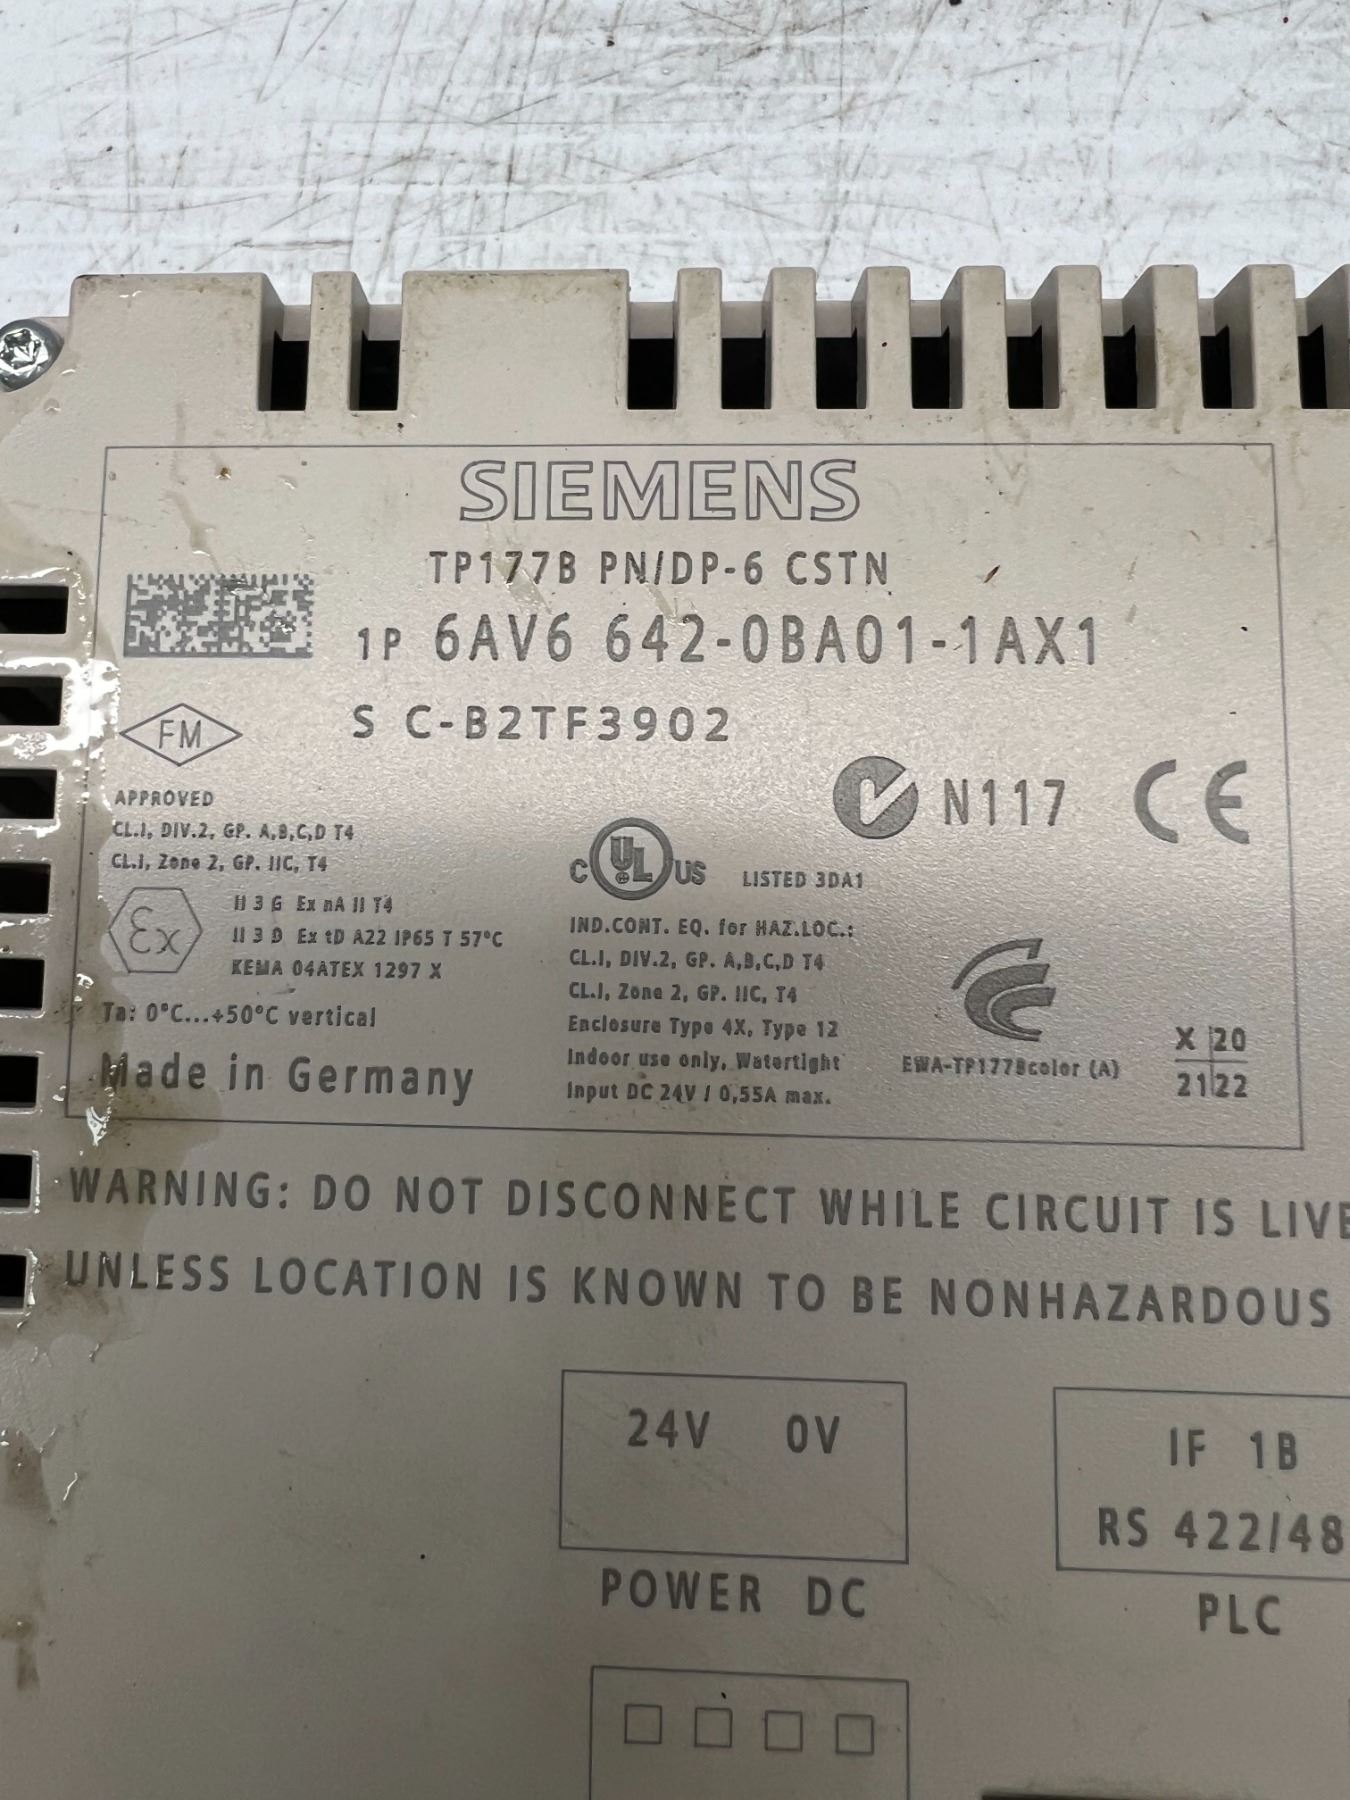 SIEMENS
TP177B PN/DP-6 CSTN
1P 6AV6 642-0BA01-1AX1
S C-B2TF3902
FM
APPROVED
CL.I, DIV.2, GP. A,B,C,D T4
CL.I, Zone 2, GP. IIC, T4
Ex
II 3 G Ex nA II T4
II 3 D Ex tD A22 IP65 T 57°C
KEMA 04ATEX 1297 X
Ta: 0°C...+50°C vertical
Made in Germany
N117 CE
C UL US LISTED 3DA1
IND.CONT. EQ. for HAZ.LOC.:
CL.I, DIV.2, GP. A,B,C,D T4
CL.I, Zone 2, GP. IIC, T4
Enclosure Type 4X, Type 12
Indoor use only, Watertight
Input DC 24V / 0,55A max.
EWA-TP177Bcolor (A)
X 20
21 22
WARNING: DO NOT DISCONNECT WHILE CIRCUIT IS LIVE
UNLESS LOCATION IS KNOWN TO BE NONHAZARDOUS
24V 0V
POWER DC
IF 1B
RS 422/48
PLC